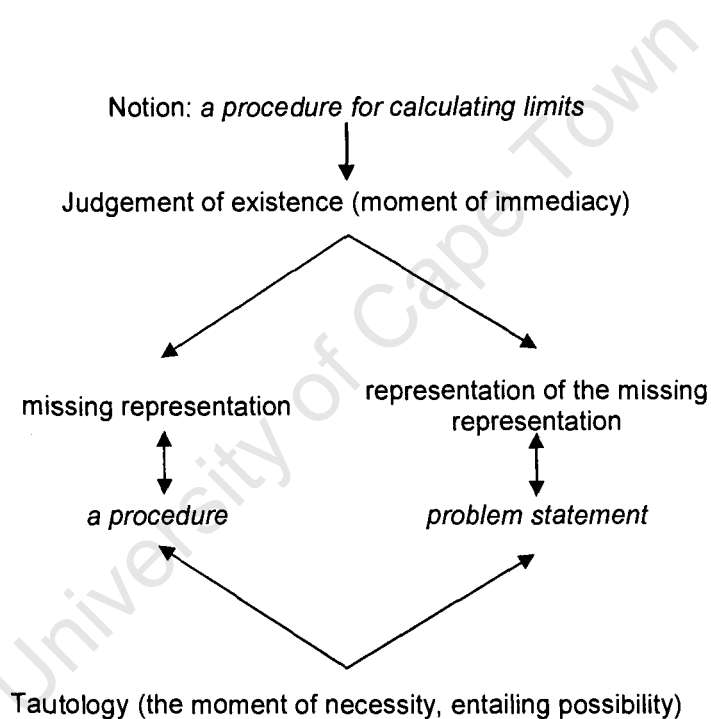 Notion: a procedure for calculating limits
Judgement of existence (moment of immediacy)
missing representation
representation of the missing
representation
a procedure
problem statement
Tautology (the moment of necessity, entailing possibility)
University of Cape Town